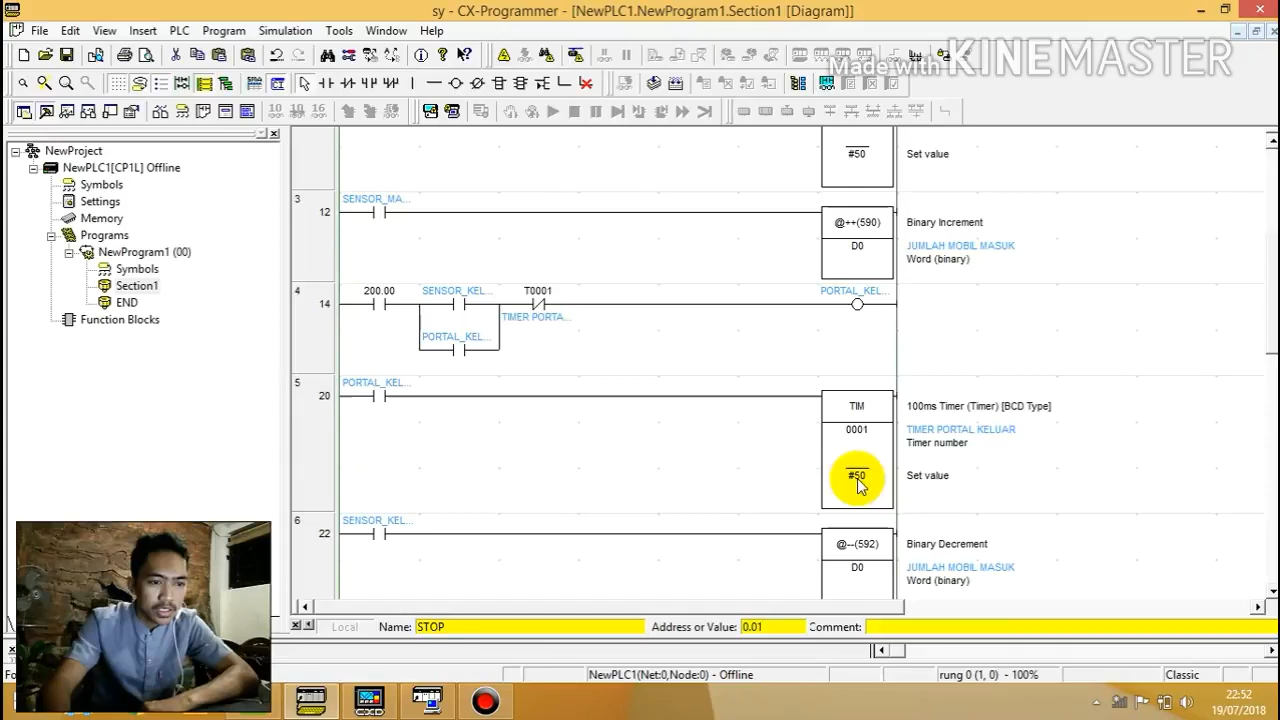 sy - CX-Programmer - [NewPLC1.NewProgram1.Section1 [Diagram]]
File Edit View Insert PLC Program Simulation Tools Window Help
Made with KINEMASTER
10 10 16
NewProject
NewPLC1[CP1L] Offline
Symbols
Settings
Memory
Programs
NewProgram1 (00)
Symbols
Section1
END
Function Blocks
#50 Set value
3
12
SENSOR_MA...
@++(590) Binary Increment
D0 JUMLAH MOBIL MASUK
Word (binary)
4
14
200.00 SENSOR_KEL... T0001 PORTAL_KEL...
TIMER PORTA...
PORTAL_KEL...
5
20
PORTAL_KEL...
TIM 100ms Timer (Timer) [BCD Type]
0001 TIMER PORTAL KELUAR
Timer number
#50 Set value
6
22
SENSOR_KEL...
@--(592) Binary Decrement
D0 JUMLAH MOBIL MASUK
Word (binary)
Local Name: STOP Address or Value: 0.01 Comment:
NewPLC1(Net:0,Node:0) - Offline rung 0 (1, 0) - 100% Classic
CXD
22:52
19/07/2018